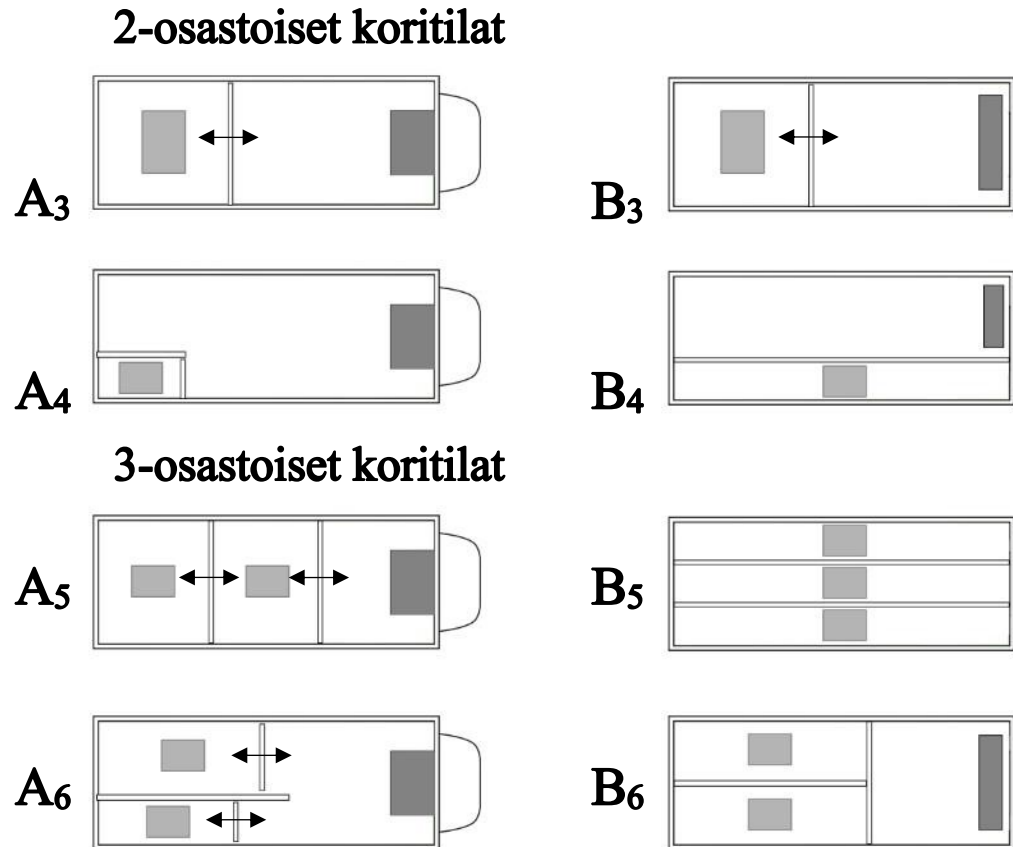 2-osastoiset koritilat
A3 B3
A4 B4
3-osastoiset koritilat
A5 B5
A6 B6